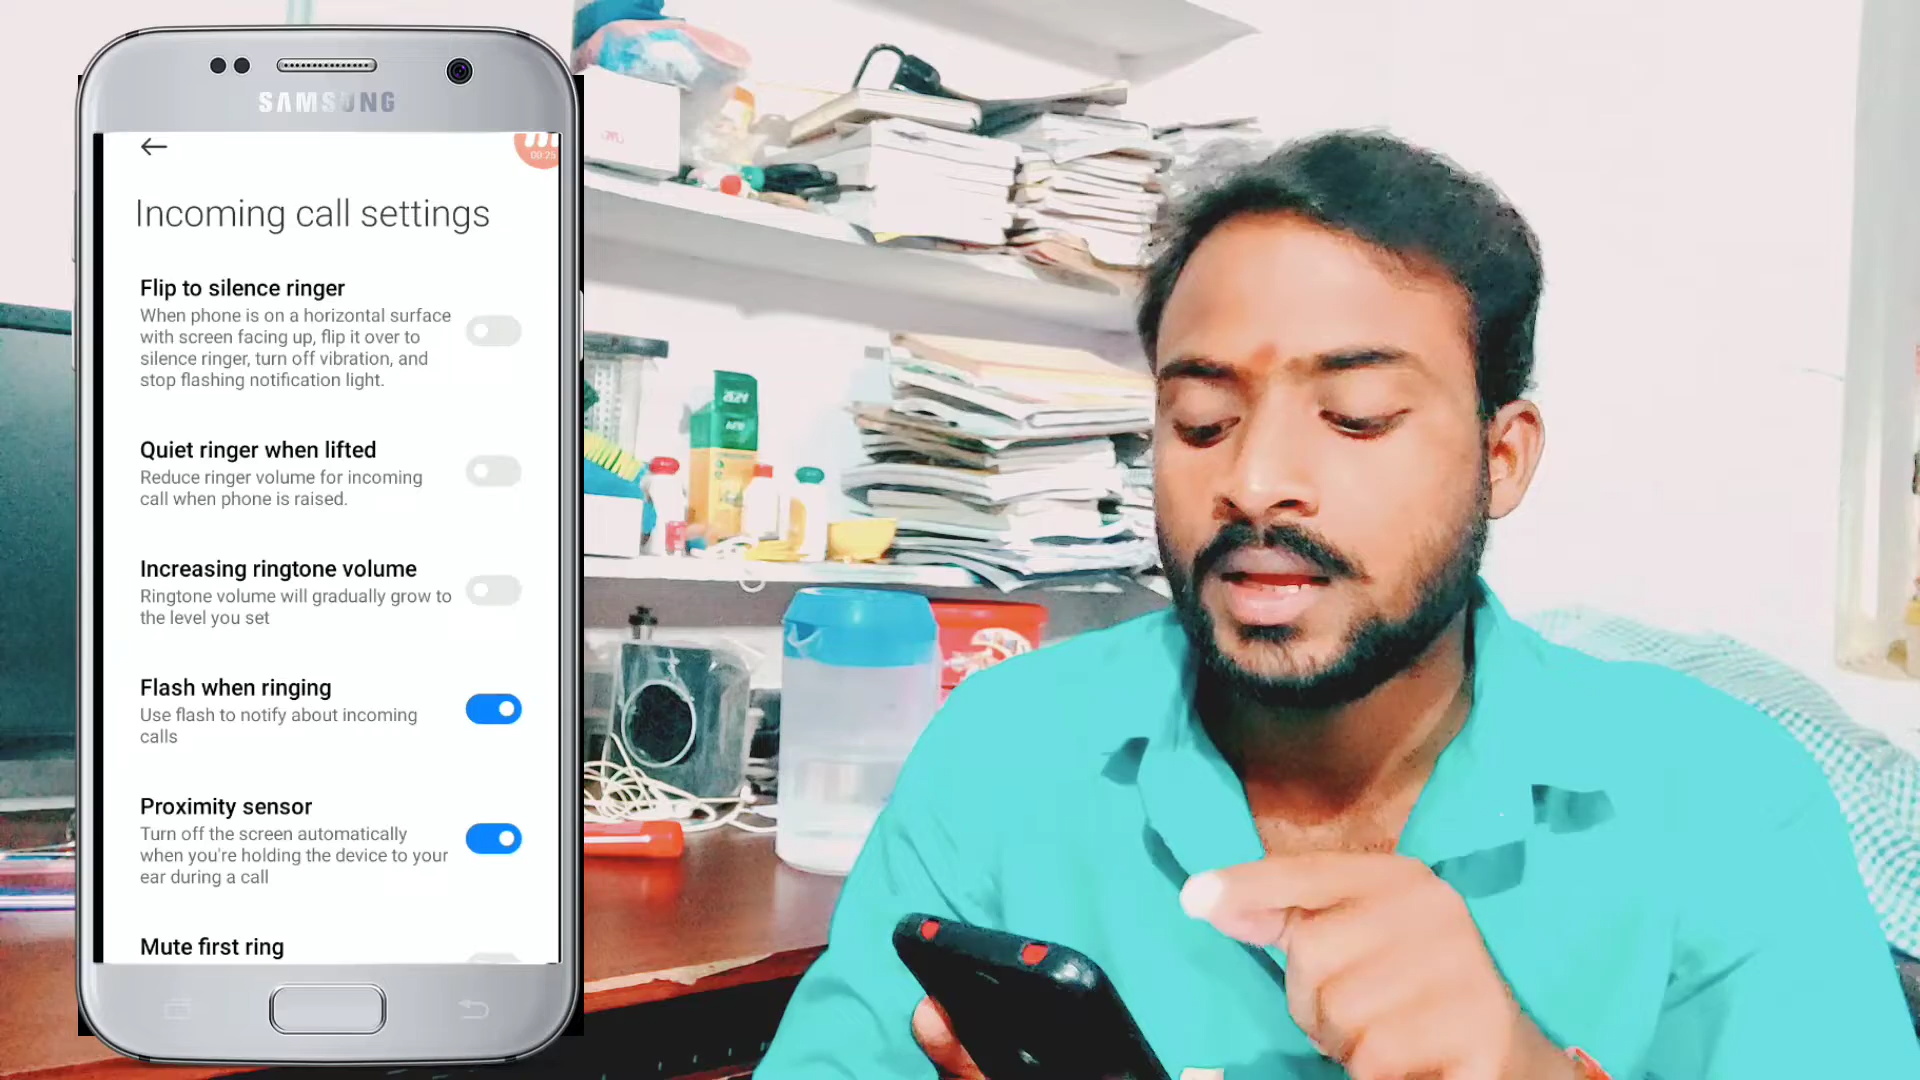 SAMSUNG
09:25
Incoming call settings
Flip to silence ringer
When phone is on a horizontal surface
with screen facing up, flip it over to
silence ringer, turn off vibration, and
stop flashing notification light.
Quiet ringer when lifted
Reduce ringer volume for incoming
call when phone is raised.
Increasing ringtone volume
Ringtone volume will gradually grow to
the level you set
Flash when ringing
Use flash to notify about incoming
calls
Proximity sensor
Turn off the screen automatically
when you're holding the device to your
ear during a call
Mute first ring